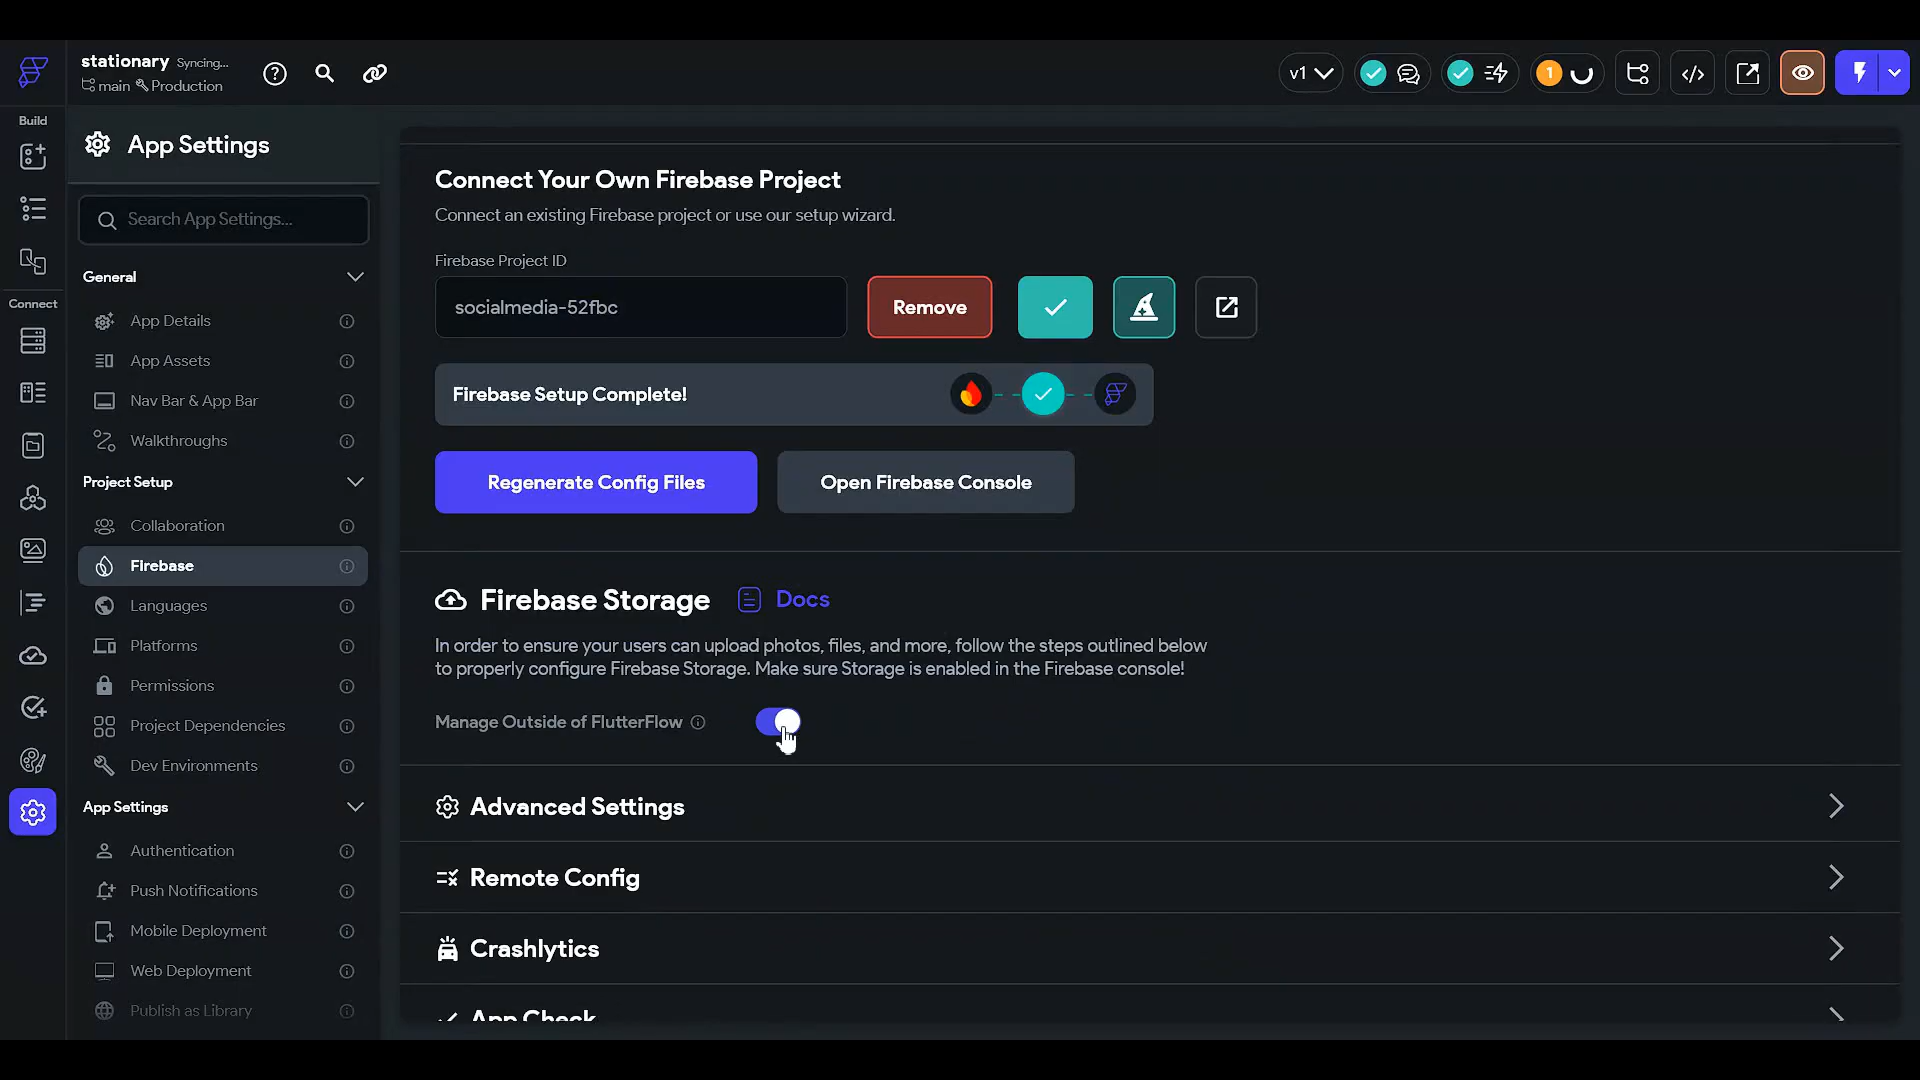 stationary Syncing...
main Production
v1
1
Build
Connect
App Settings
Search App Settings...
General
App Details
App Assets
Nav Bar & App Bar
Walkthroughs
Project Setup
Collaboration
Firebase
Languages
Platforms
Permissions
Project Dependencies
Dev Environments
App Settings
Authentication
Push Notifications
Mobile Deployment
Web Deployment
Publish as Library
Connect Your Own Firebase Project
Connect an existing Firebase project or use our setup wizard.
Firebase Project ID
socialmedia-52fbc
Remove
Firebase Setup Complete!
Regenerate Config Files
Open Firebase Console
Firebase Storage Docs
In order to ensure your users can upload photos, files, and more, follow the steps outlined below
to properly configure Firebase Storage. Make sure Storage is enabled in the Firebase console!
Manage Outside of FlutterFlow
Advanced Settings
Remote Config
Crashlytics
App Check